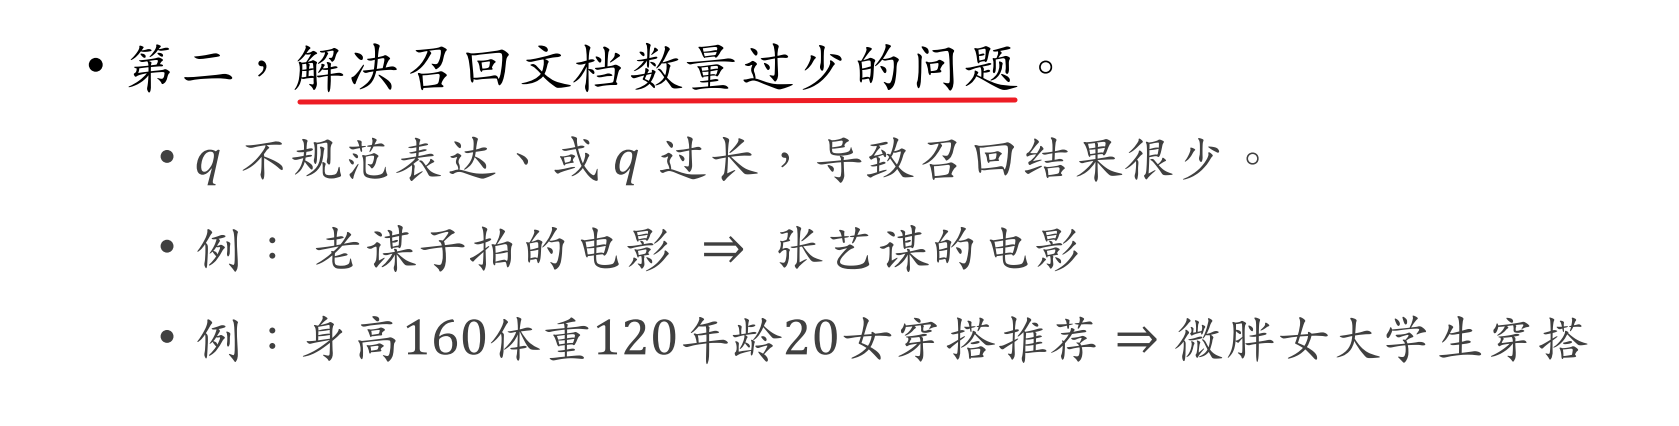 • 第二，解决召回文档数量过少的问题。
• q 不规范表达、或 q 过长，导致召回结果很少。
• 例： 老谋子拍的电影 ⇒ 张艺谋的电影
• 例：身高160体重120年龄20女穿搭推荐 ⇒ 微胖女大学生穿搭